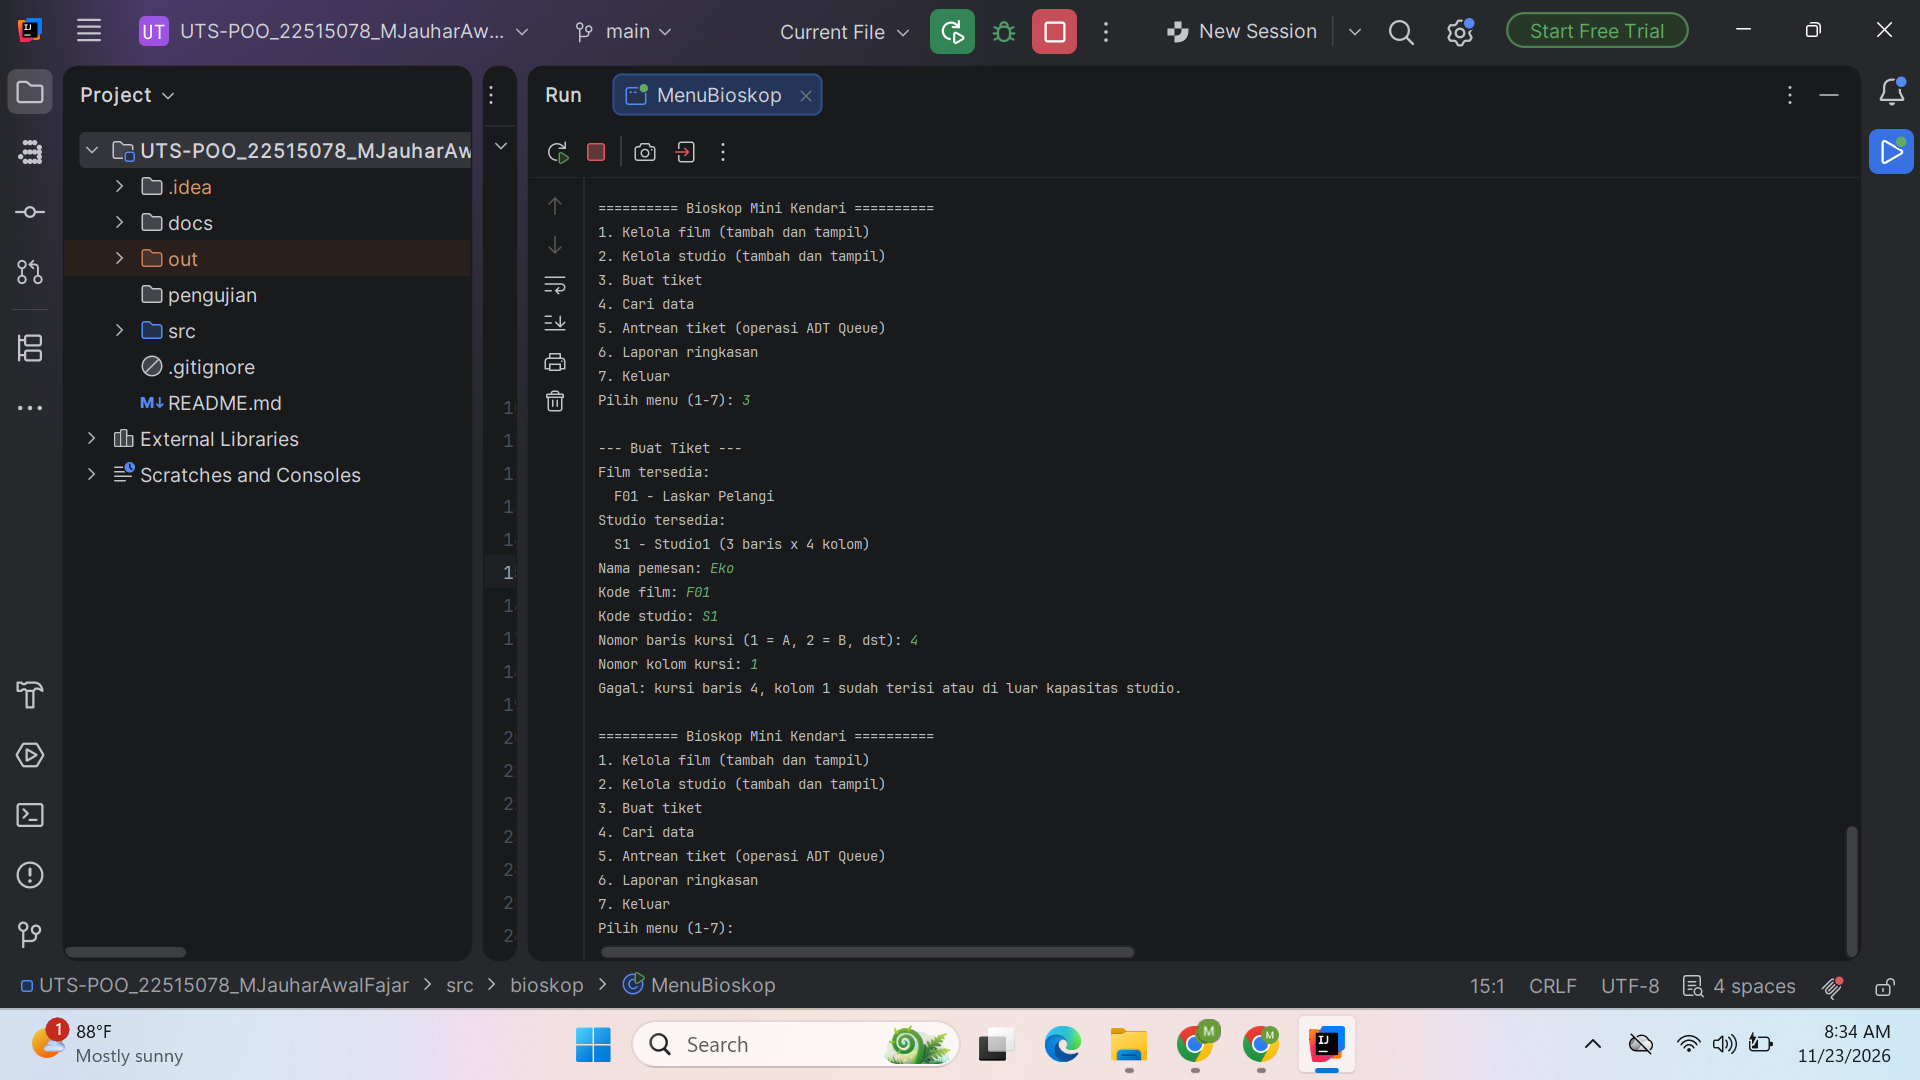 UT UTS-POO_22515078_MJauharAw... main Current File New Session Start Free Trial
Project
UTS-POO_22515078_MJauharAw
.idea
docs
out
pengujian
src
.gitignore
README.md
External Libraries
Scratches and Consoles
Run MenuBioskop
========== Bioskop Mini Kendari ==========
1. Kelola film (tambah dan tampil)
2. Kelola studio (tambah dan tampil)
3. Buat tiket
4. Cari data
5. Antrean tiket (operasi ADT Queue)
6. Laporan ringkasan
7. Keluar
Pilih menu (1-7): 3
--- Buat Tiket ---
Film tersedia:
F01 - Laskar Pelangi
Studio tersedia:
S1 - Studio1 (3 baris x 4 kolom)
Nama pemesan: Eko
Kode film: F01
Kode studio: S1
Nomor baris kursi (1 = A, 2 = B, dst): 4
Nomor kolom kursi: 1
Gagal: kursi baris 4, kolom 1 sudah terisi atau di luar kapasitas studio.
========== Bioskop Mini Kendari ==========
1. Kelola film (tambah dan tampil)
2. Kelola studio (tambah dan tampil)
3. Buat tiket
4. Cari data
5. Antrean tiket (operasi ADT Queue)
6. Laporan ringkasan
7. Keluar
Pilih menu (1-7):
UTS-POO_22515078_MJauharAwalFajar src bioskop MenuBioskop 15:1 CRLF UTF-8 4 spaces
1 88°F
Mostly sunny
Search
8:34 AM
11/23/2026